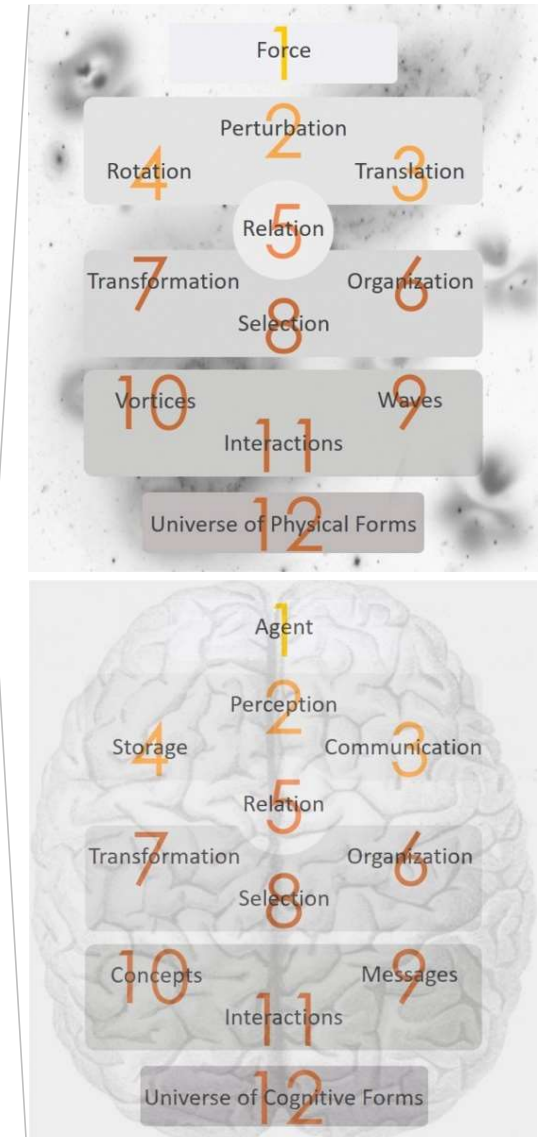 1
Force
2
Perturbation
4 3
Rotation Translation
5
Relation
7 6
Transformation Organization
8
Selection
10 9
Vortices Waves
11
Interactions
12
Universe of Physical Forms
1
Agent
2
Perception
4 3
Storage Communication
5
Relation
7 6
Transformation Organization
8
Selection
10 9
Concepts Messages
11
Interactions
12
Universe of Cognitive Forms